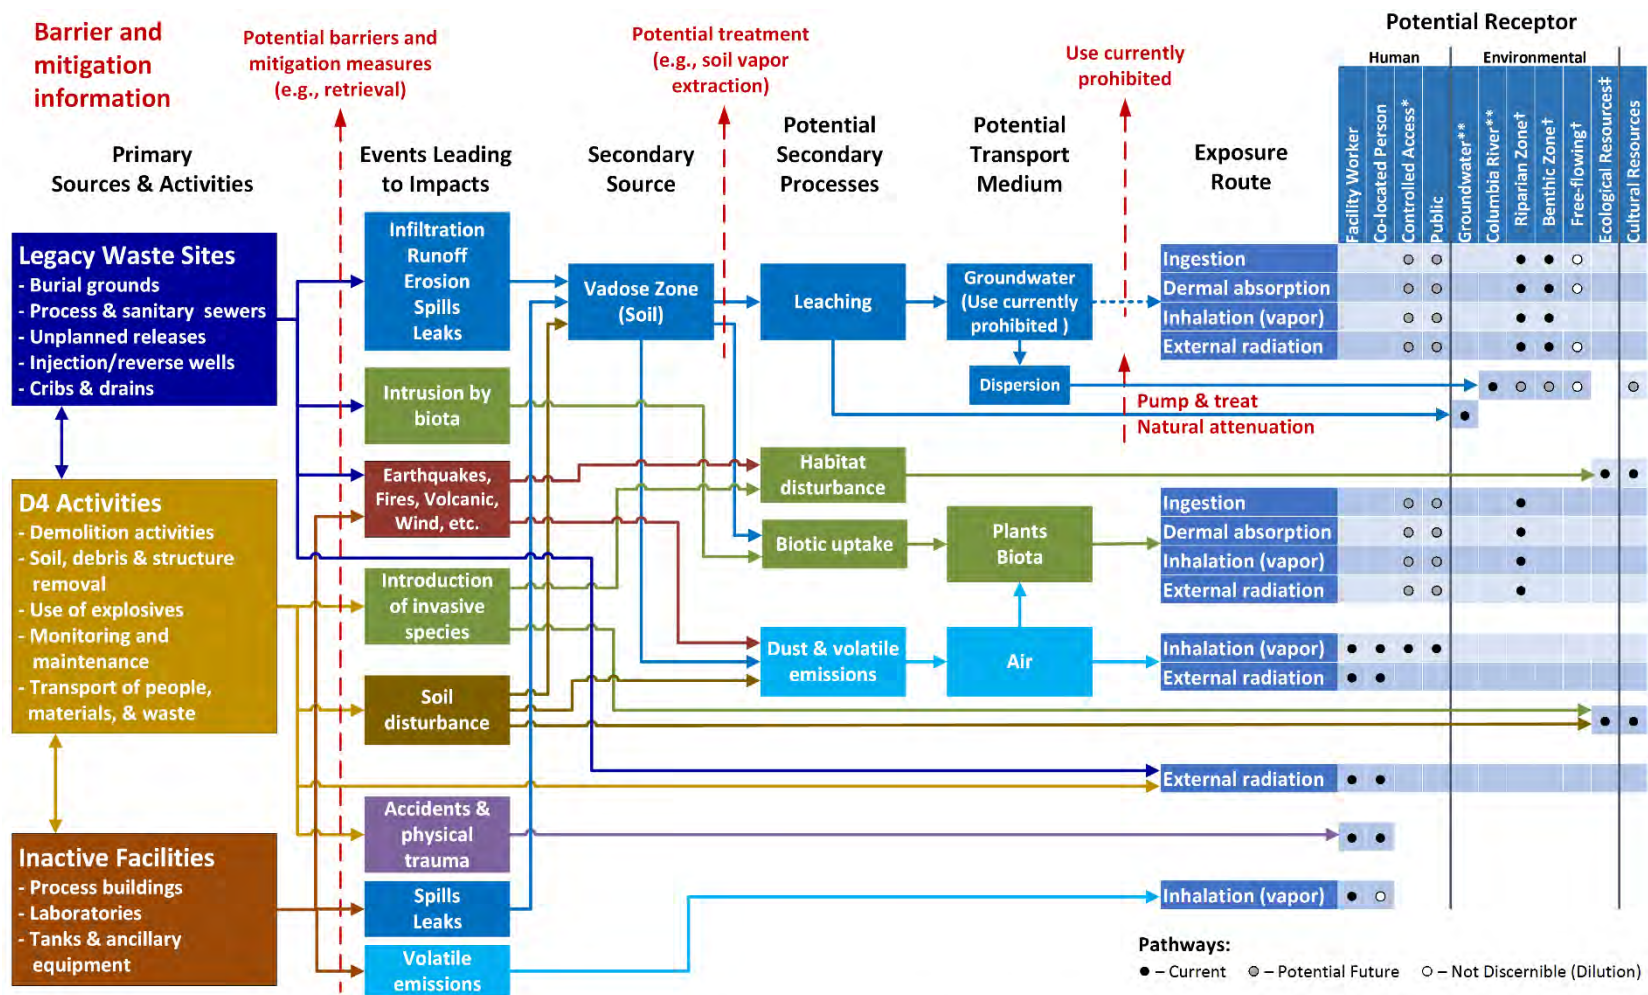 Barrier and
mitigation
information
Potential barriers and
mitigation measures
(e.g., retrieval)
Potential treatment
(e.g., soil vapor
extraction)
Use currently
prohibited
Potential Receptor
Human
Environmental
Facility Worker
Co-located Person
Controlled Access*
Public
Groundwater**
Columbia River**
Riparian Zone†
Benthic Zone†
Free-flowing†
Ecological Resources‡
Cultural Resources
Primary
Sources & Activities
Events Leading
to Impacts
Secondary
Source
Potential
Secondary
Processes
Potential
Transport
Medium
Exposure
Route
Legacy Waste Sites
- Burial grounds
- Process & sanitary sewers
- Unplanned releases
- Injection/reverse wells
- Cribs & drains
D4 Activities
- Demolition activities
- Soil, debris & structure
removal
- Use of explosives
- Monitoring and
maintenance
- Transport of people,
materials, & waste
Inactive Facilities
- Process buildings
- Laboratories
- Tanks & ancillary
equipment
Infiltration
Runoff
Erosion
Spills
Leaks
Intrusion by
biota
Earthquakes,
Fires, Volcanic,
Wind, etc.
Introduction
of invasive
species
Soil
disturbance
Accidents &
physical
trauma
Spills
Leaks
Volatile
emissions
Vadose Zone
(Soil)
Leaching
Groundwater
(Use currently
prohibited )
Dispersion
Pump & treat
Natural attenuation
Habitat
disturbance
Biotic uptake
Plants
Biota
Dust & volatile
emissions
Air
Ingestion
Dermal absorption
Inhalation (vapor)
External radiation
Ingestion
Dermal absorption
Inhalation (vapor)
External radiation
Inhalation (vapor)
External radiation
External radiation
Inhalation (vapor)
Pathways:
● – Current
– Potential Future
○ – Not Discernible (Dilution)